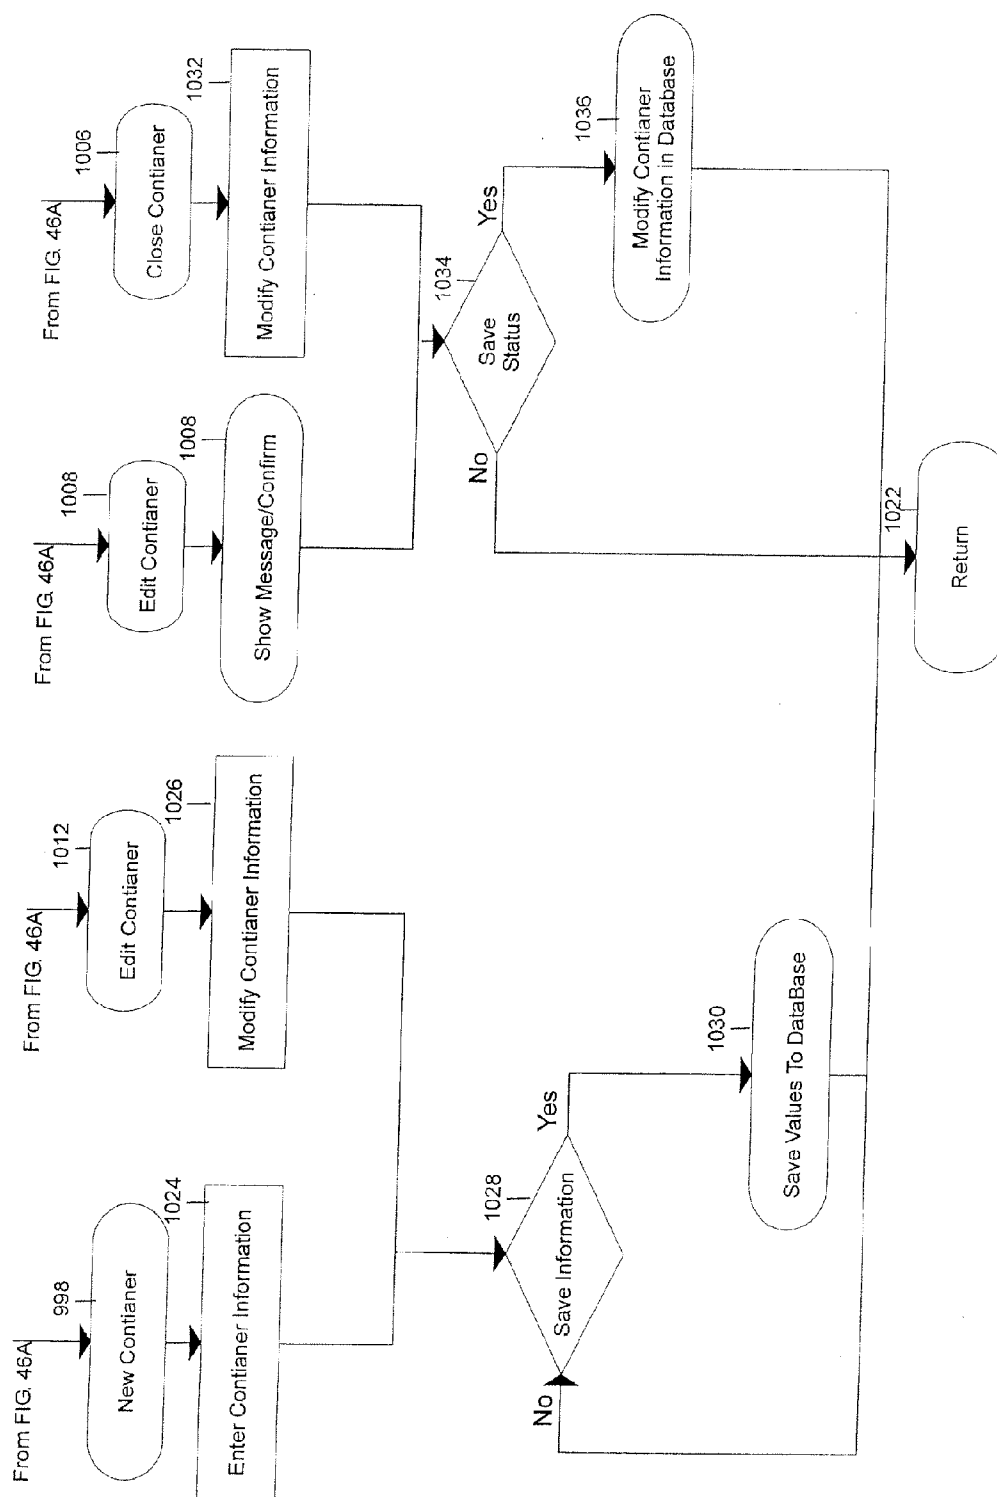 From FIG. 46A
998
New Contianer
1024
Enter Contianer Information
From FIG. 46A
1012
Edit Contianer
1026
Modify Contianer Information
From FIG. 46A
1008
Edit Contianer
1008
Show Message/Confirm
From FIG. 46A
1006
Close Contianer
1032
Modify Contianer Information
1028
Save Information
No
Yes
1030
Save Values To DataBase
1034
Save
Status
No
Yes
1036
Modify Contianer
Information in Database
1022
Return